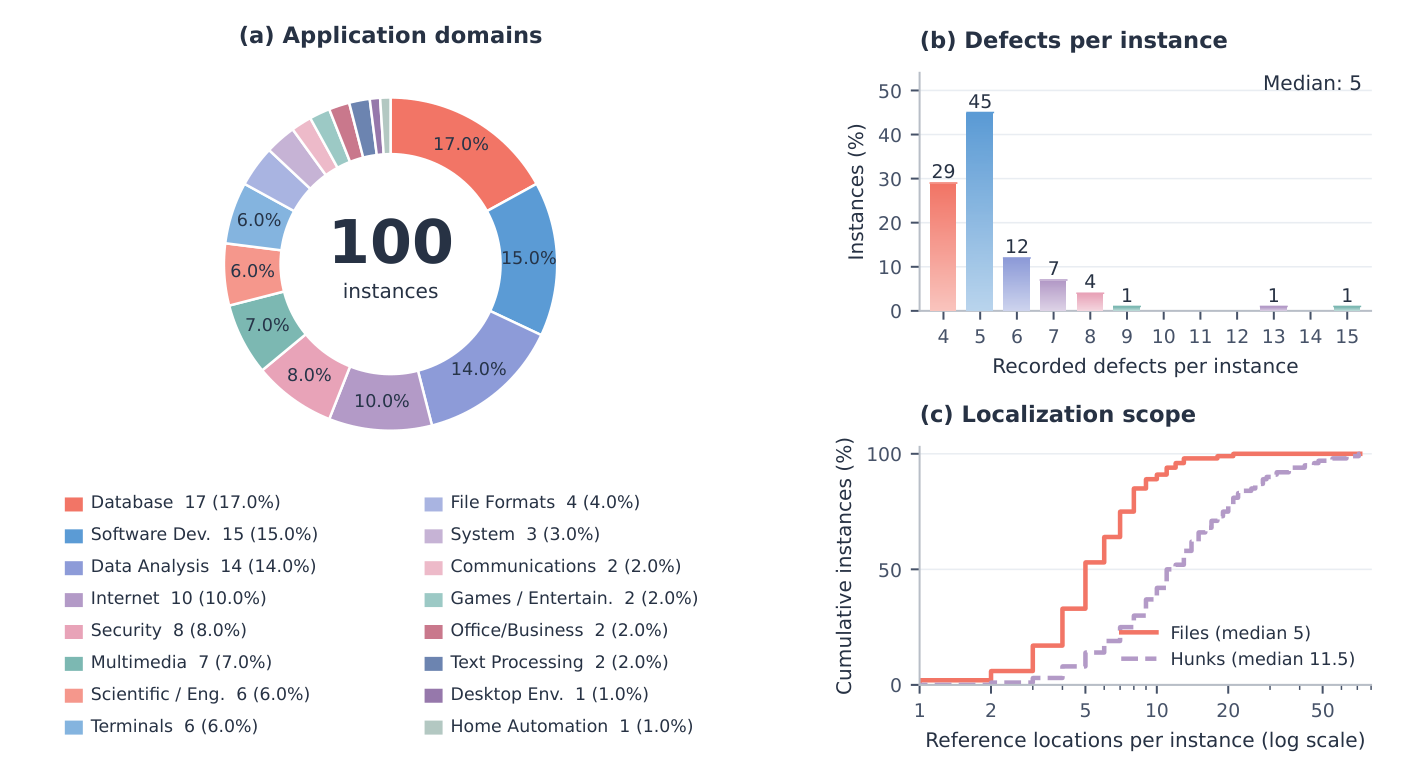 (a) Application domains
17.0%
15.0%
14.0%
10.0%
8.0%
7.0%
6.0%
6.0%
100
instances
Database 17 (17.0%)
Software Dev. 15 (15.0%)
Data Analysis 14 (14.0%)
Internet 10 (10.0%)
Security 8 (8.0%)
Multimedia 7 (7.0%)
Scientific / Eng. 6 (6.0%)
Terminals 6 (6.0%)
File Formats 4 (4.0%)
System 3 (3.0%)
Communications 2 (2.0%)
Games / Entertain. 2 (2.0%)
Office/Business 2 (2.0%)
Text Processing 2 (2.0%)
Desktop Env. 1 (1.0%)
Home Automation 1 (1.0%)
(b) Defects per instance
Median: 5
Instances (%)
50
40
30
20
10
0
29
45
12
7
4
1
1
1
4 5 6 7 8 9 10 11 12 13 14 15
Recorded defects per instance
(c) Localization scope
Cumulative instances (%)
100
50
0
Files (median 5)
Hunks (median 11.5)
1 2 5 10 20 50
Reference locations per instance (log scale)